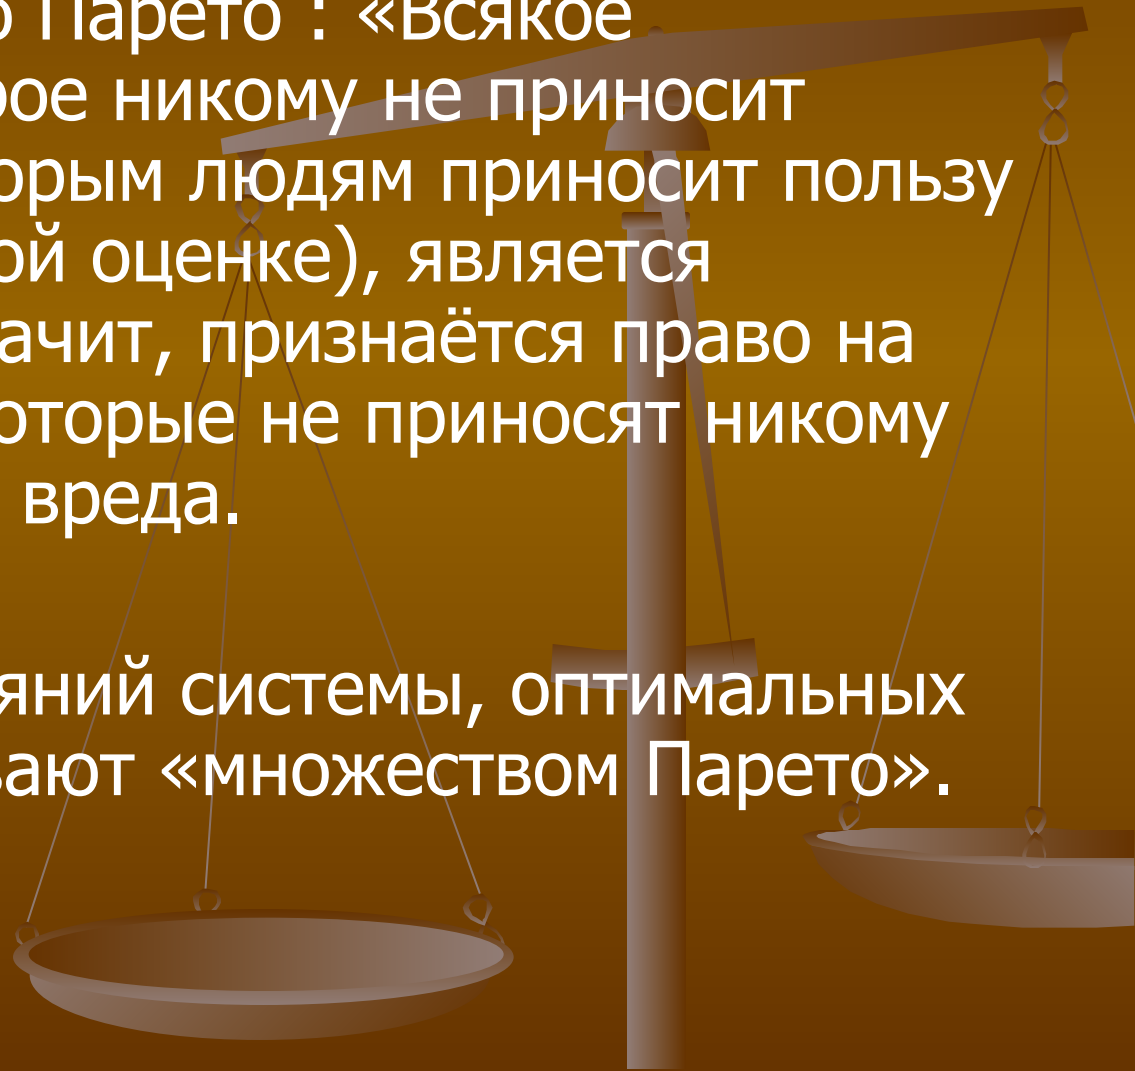 о Парето : «Всякое
рое никому не приносит
орым людям приносит пользу
ой оценке), является
ачит, признаётся право на
оторые не приносят никому
вреда.
яний системы, оптимальных
вают «множеством Парето».